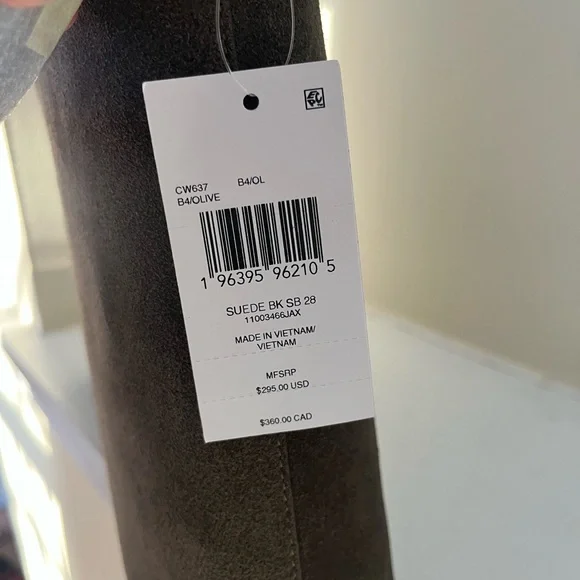 CW637 B4/OL
B4/OLIVE
1 96395 96210 5
SUEDE BK SB 28
11003466JAX
MADE IN VIETNAM/
VIETNAM
MFSRP
$295.00 USD
$360.00 CAD